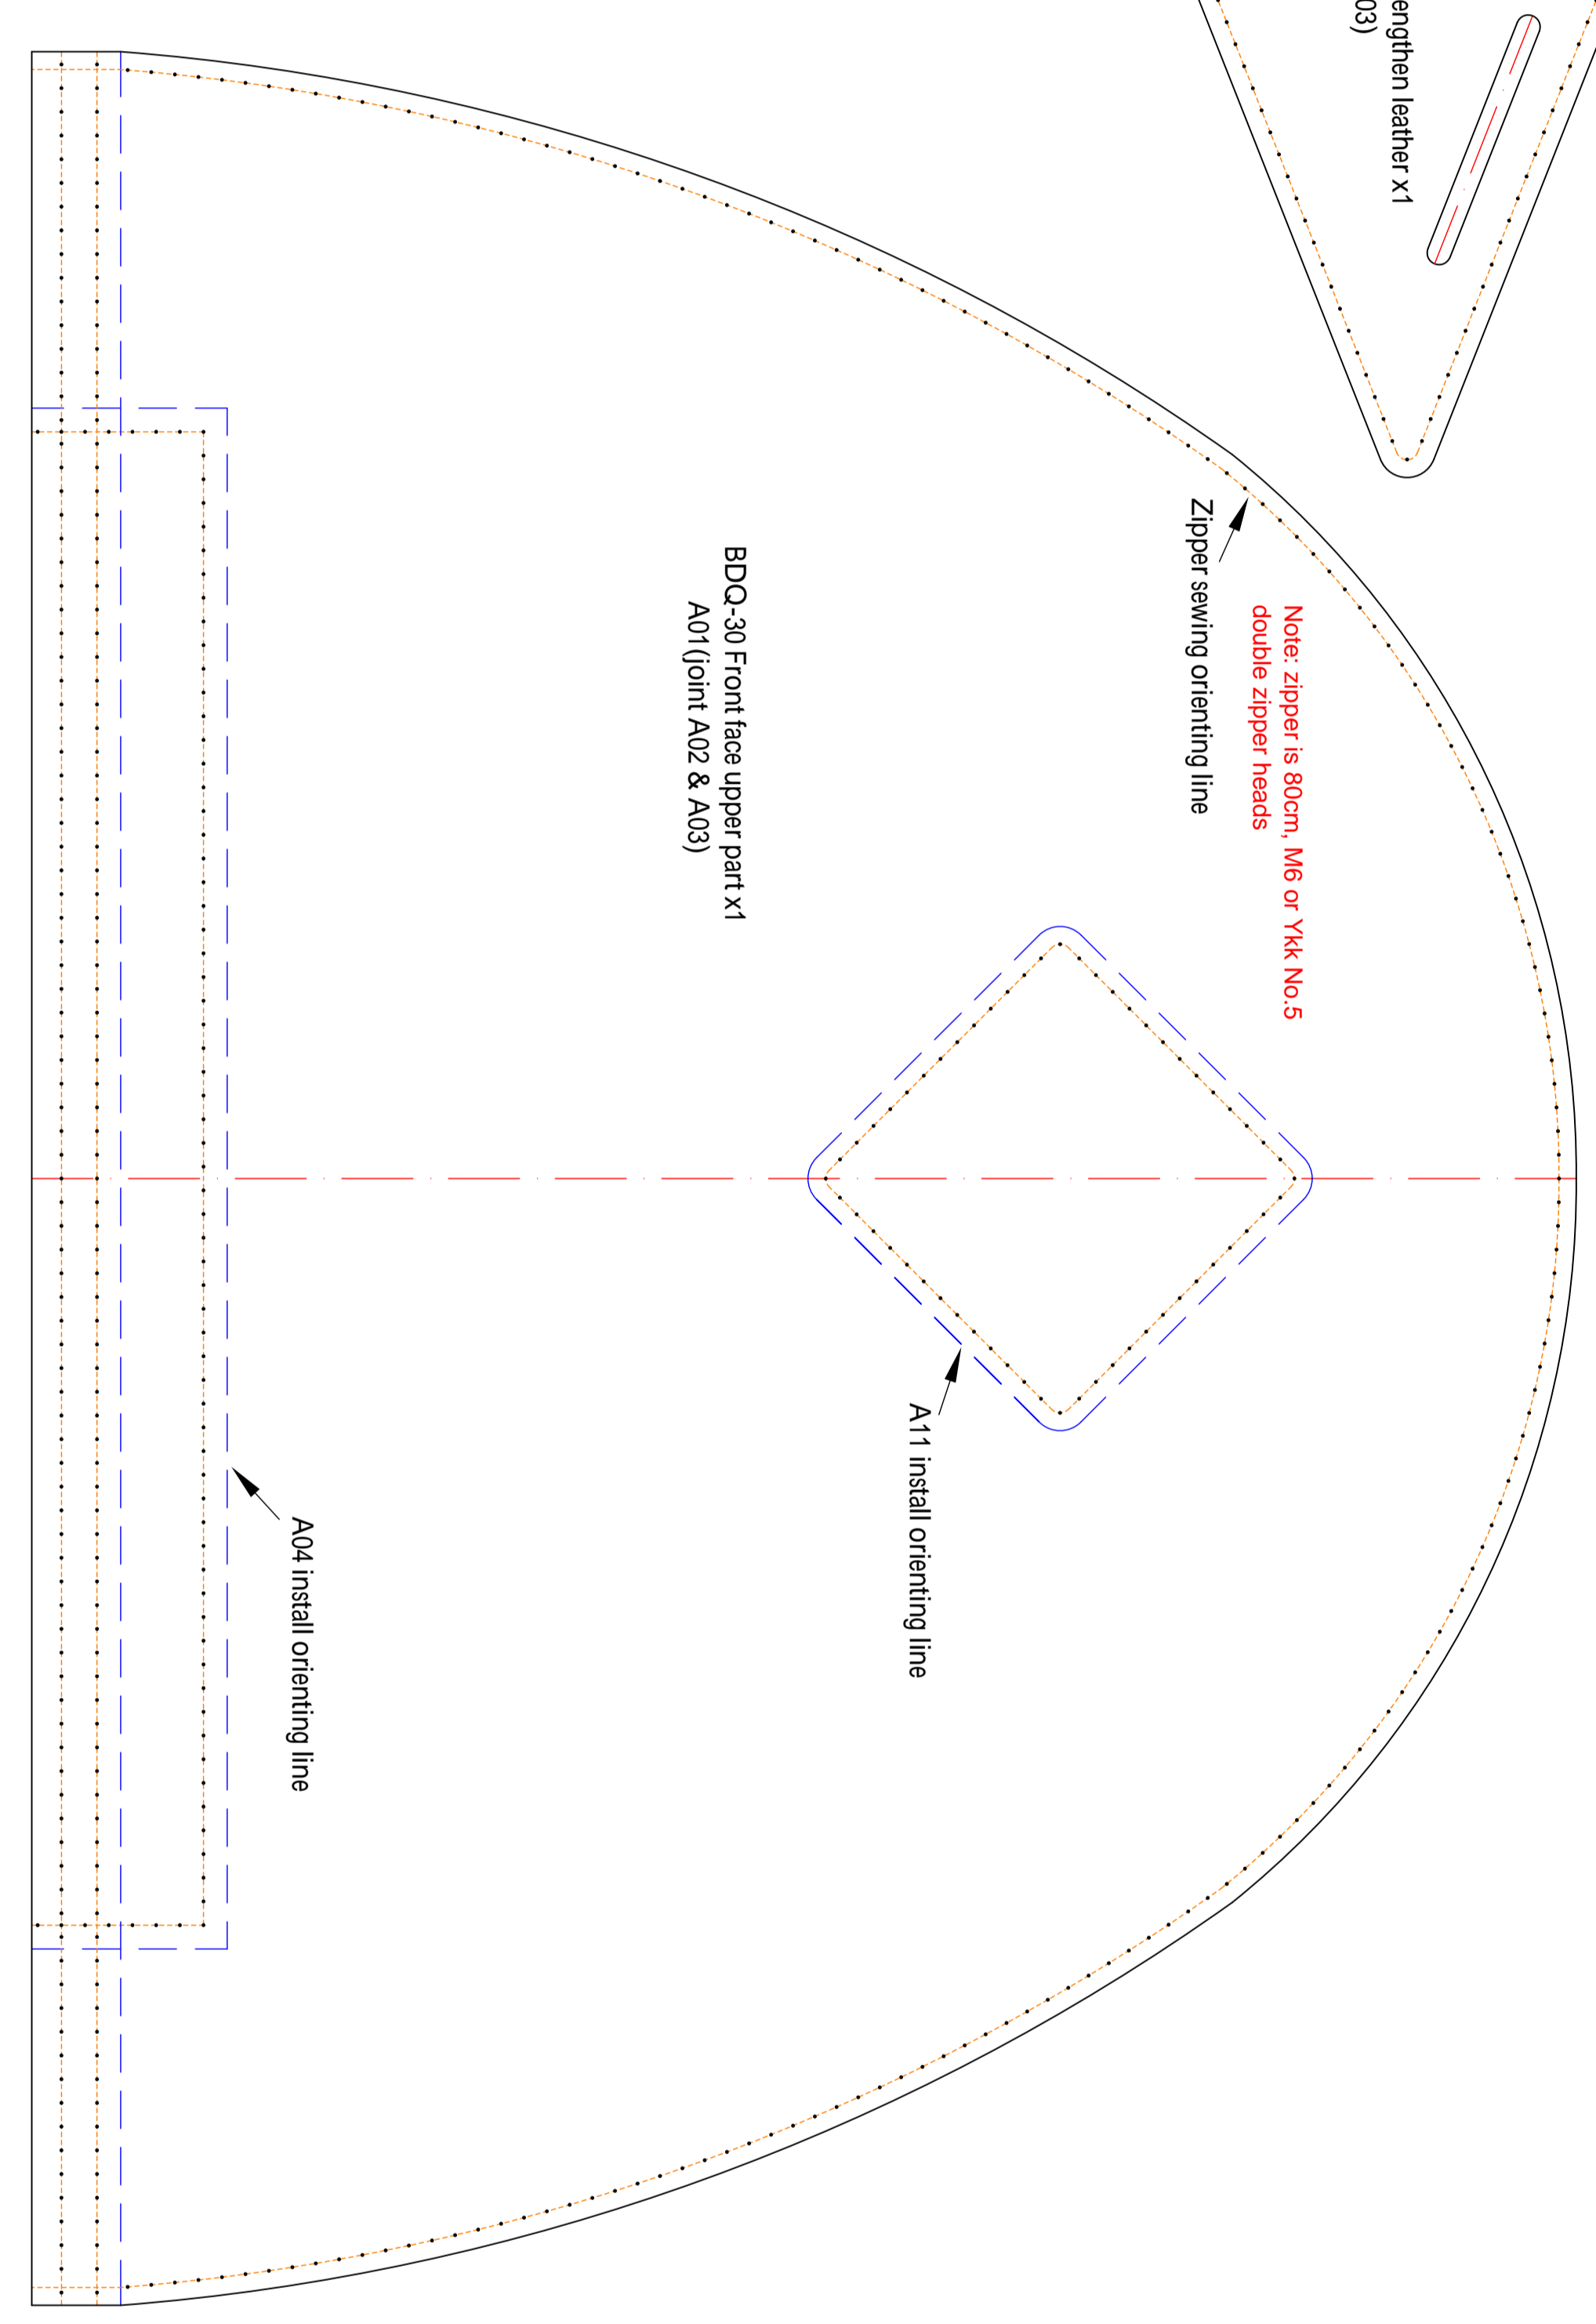 engthen leather x1
03)
Note: zipper is 80cm, M6 or Ykk No.5
double zipper heads
Zipper sewing orienting line
BDQ-30 Front face upper part x1
A01(joint A02 & A03)
A11 install orienting line
A04 install orienting line